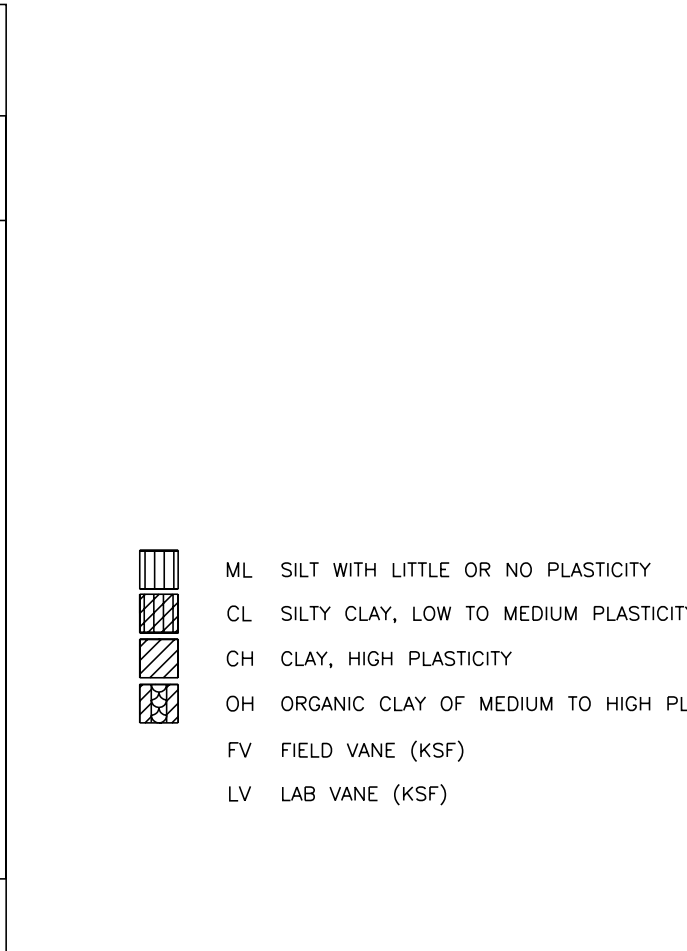 ML SILT WITH LITTLE OR NO PLASTICITY
CL SILTY CLAY, LOW TO MEDIUM PLASTICITY
CH CLAY, HIGH PLASTICITY
OH ORGANIC CLAY OF MEDIUM TO HIGH PL
FV FIELD VANE (KSF)
LV LAB VANE (KSF)